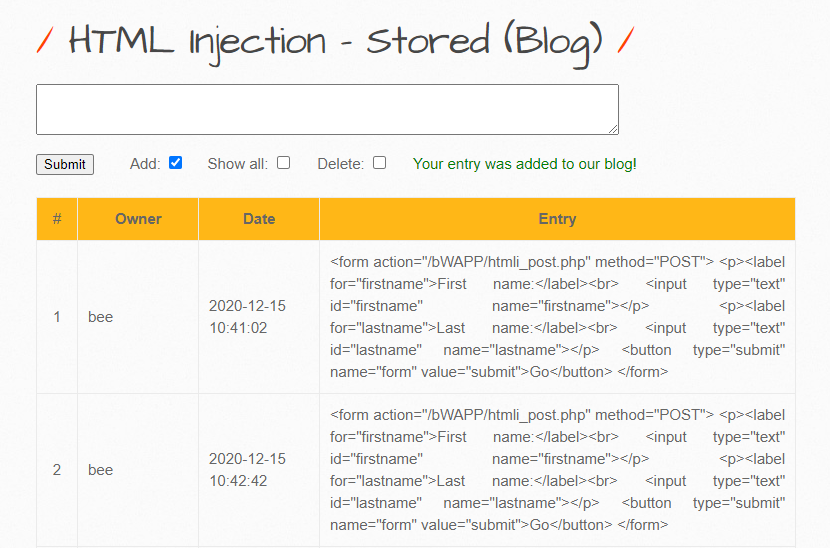 / HTML Injection - Stored (Blog) /
Submit Add: Show all: Delete: Your entry was added to our blog!
# Owner Date Entry
1 bee 2020-12-15
10:41:02
<form action="/bWAPP/htmli_post.php" method="POST"> <p><label
for="firstname">First name:</label><br> <input type="text"
id="firstname" name="firstname"></p> <p><label
for="lastname">Last name:</label><br> <input type="text"
id="lastname" name="lastname"></p> <button type="submit"
name="form" value="submit">Go</button> </form>
2 bee 2020-12-15
10:42:42
<form action="/bWAPP/htmli_post.php" method="POST"> <p><label
for="firstname">First name:</label><br> <input type="text"
id="firstname" name="firstname"></p> <p><label
for="lastname">Last name:</label><br> <input type="text"
id="lastname" name="lastname"></p> <button type="submit"
name="form" value="submit">Go</button> </form>